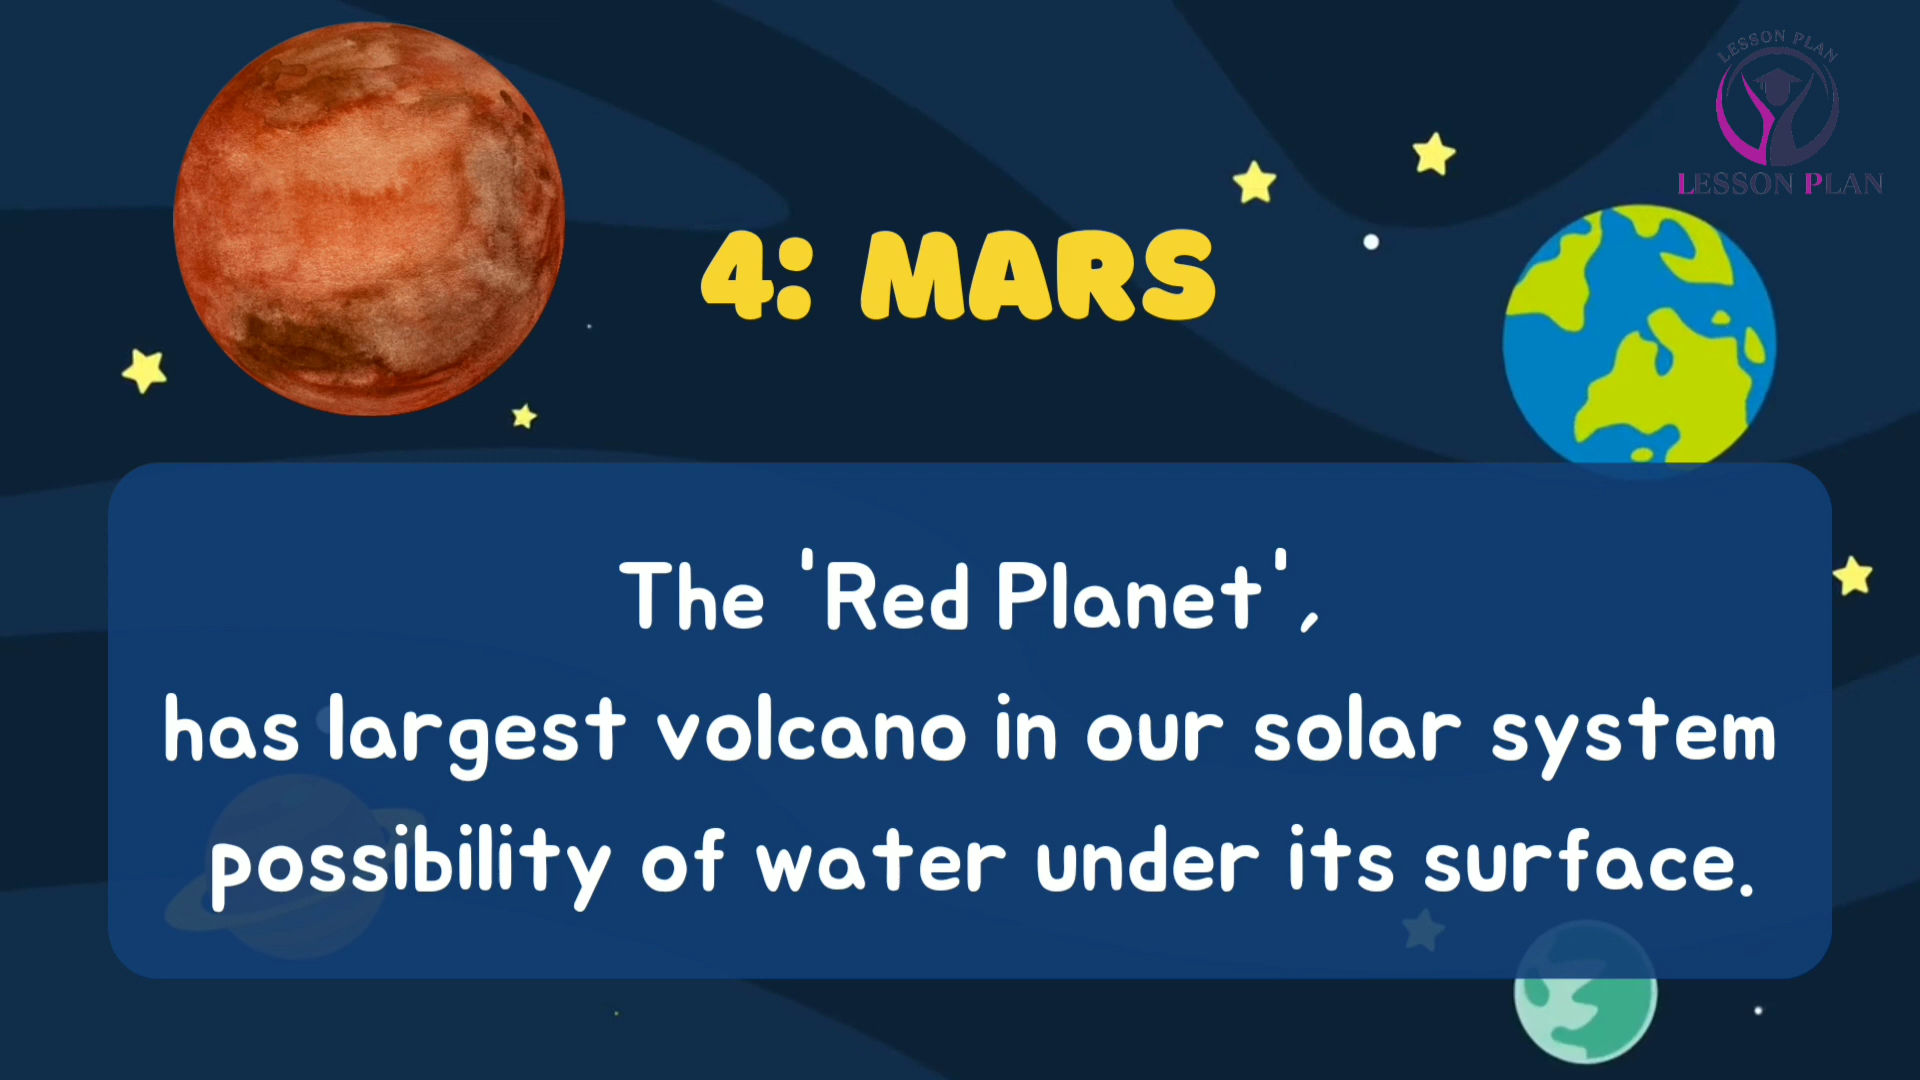 LESSON PLAN
LESSON PLAN
4: MARS
The 'Red Planet',
has largest volcano in our solar system
possibility of water under its surface.